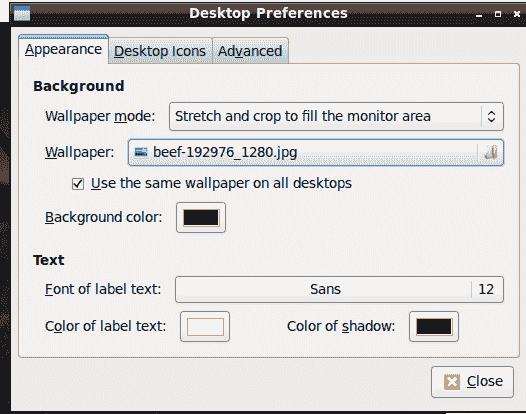 Desktop Preferences
Appearance Desktop Icons Advanced
Background
Wallpaper mode: Stretch and crop to fill the monitor area
Wallpaper: beef-192976_1280.jpg
Use the same wallpaper on all desktops
Background color:
Text
Font of label text: Sans 12
Color of label text: Color of shadow:
Close